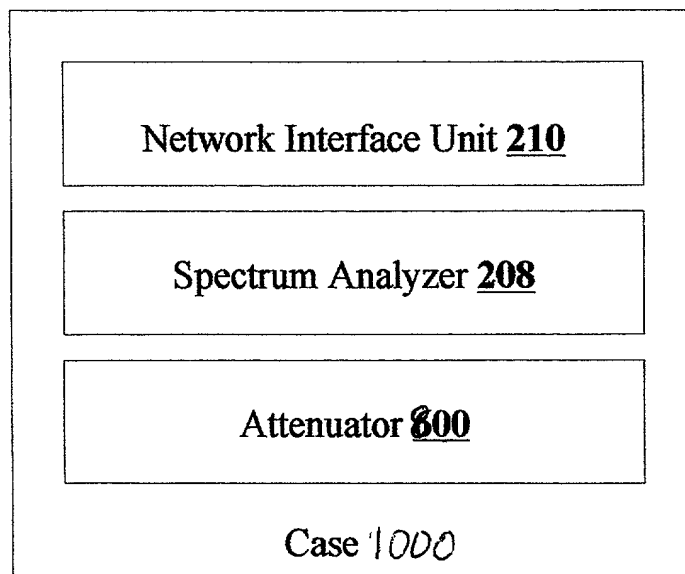 Network Interface Unit 210
Spectrum Analyzer 208
Attenuator 800
Case 1000